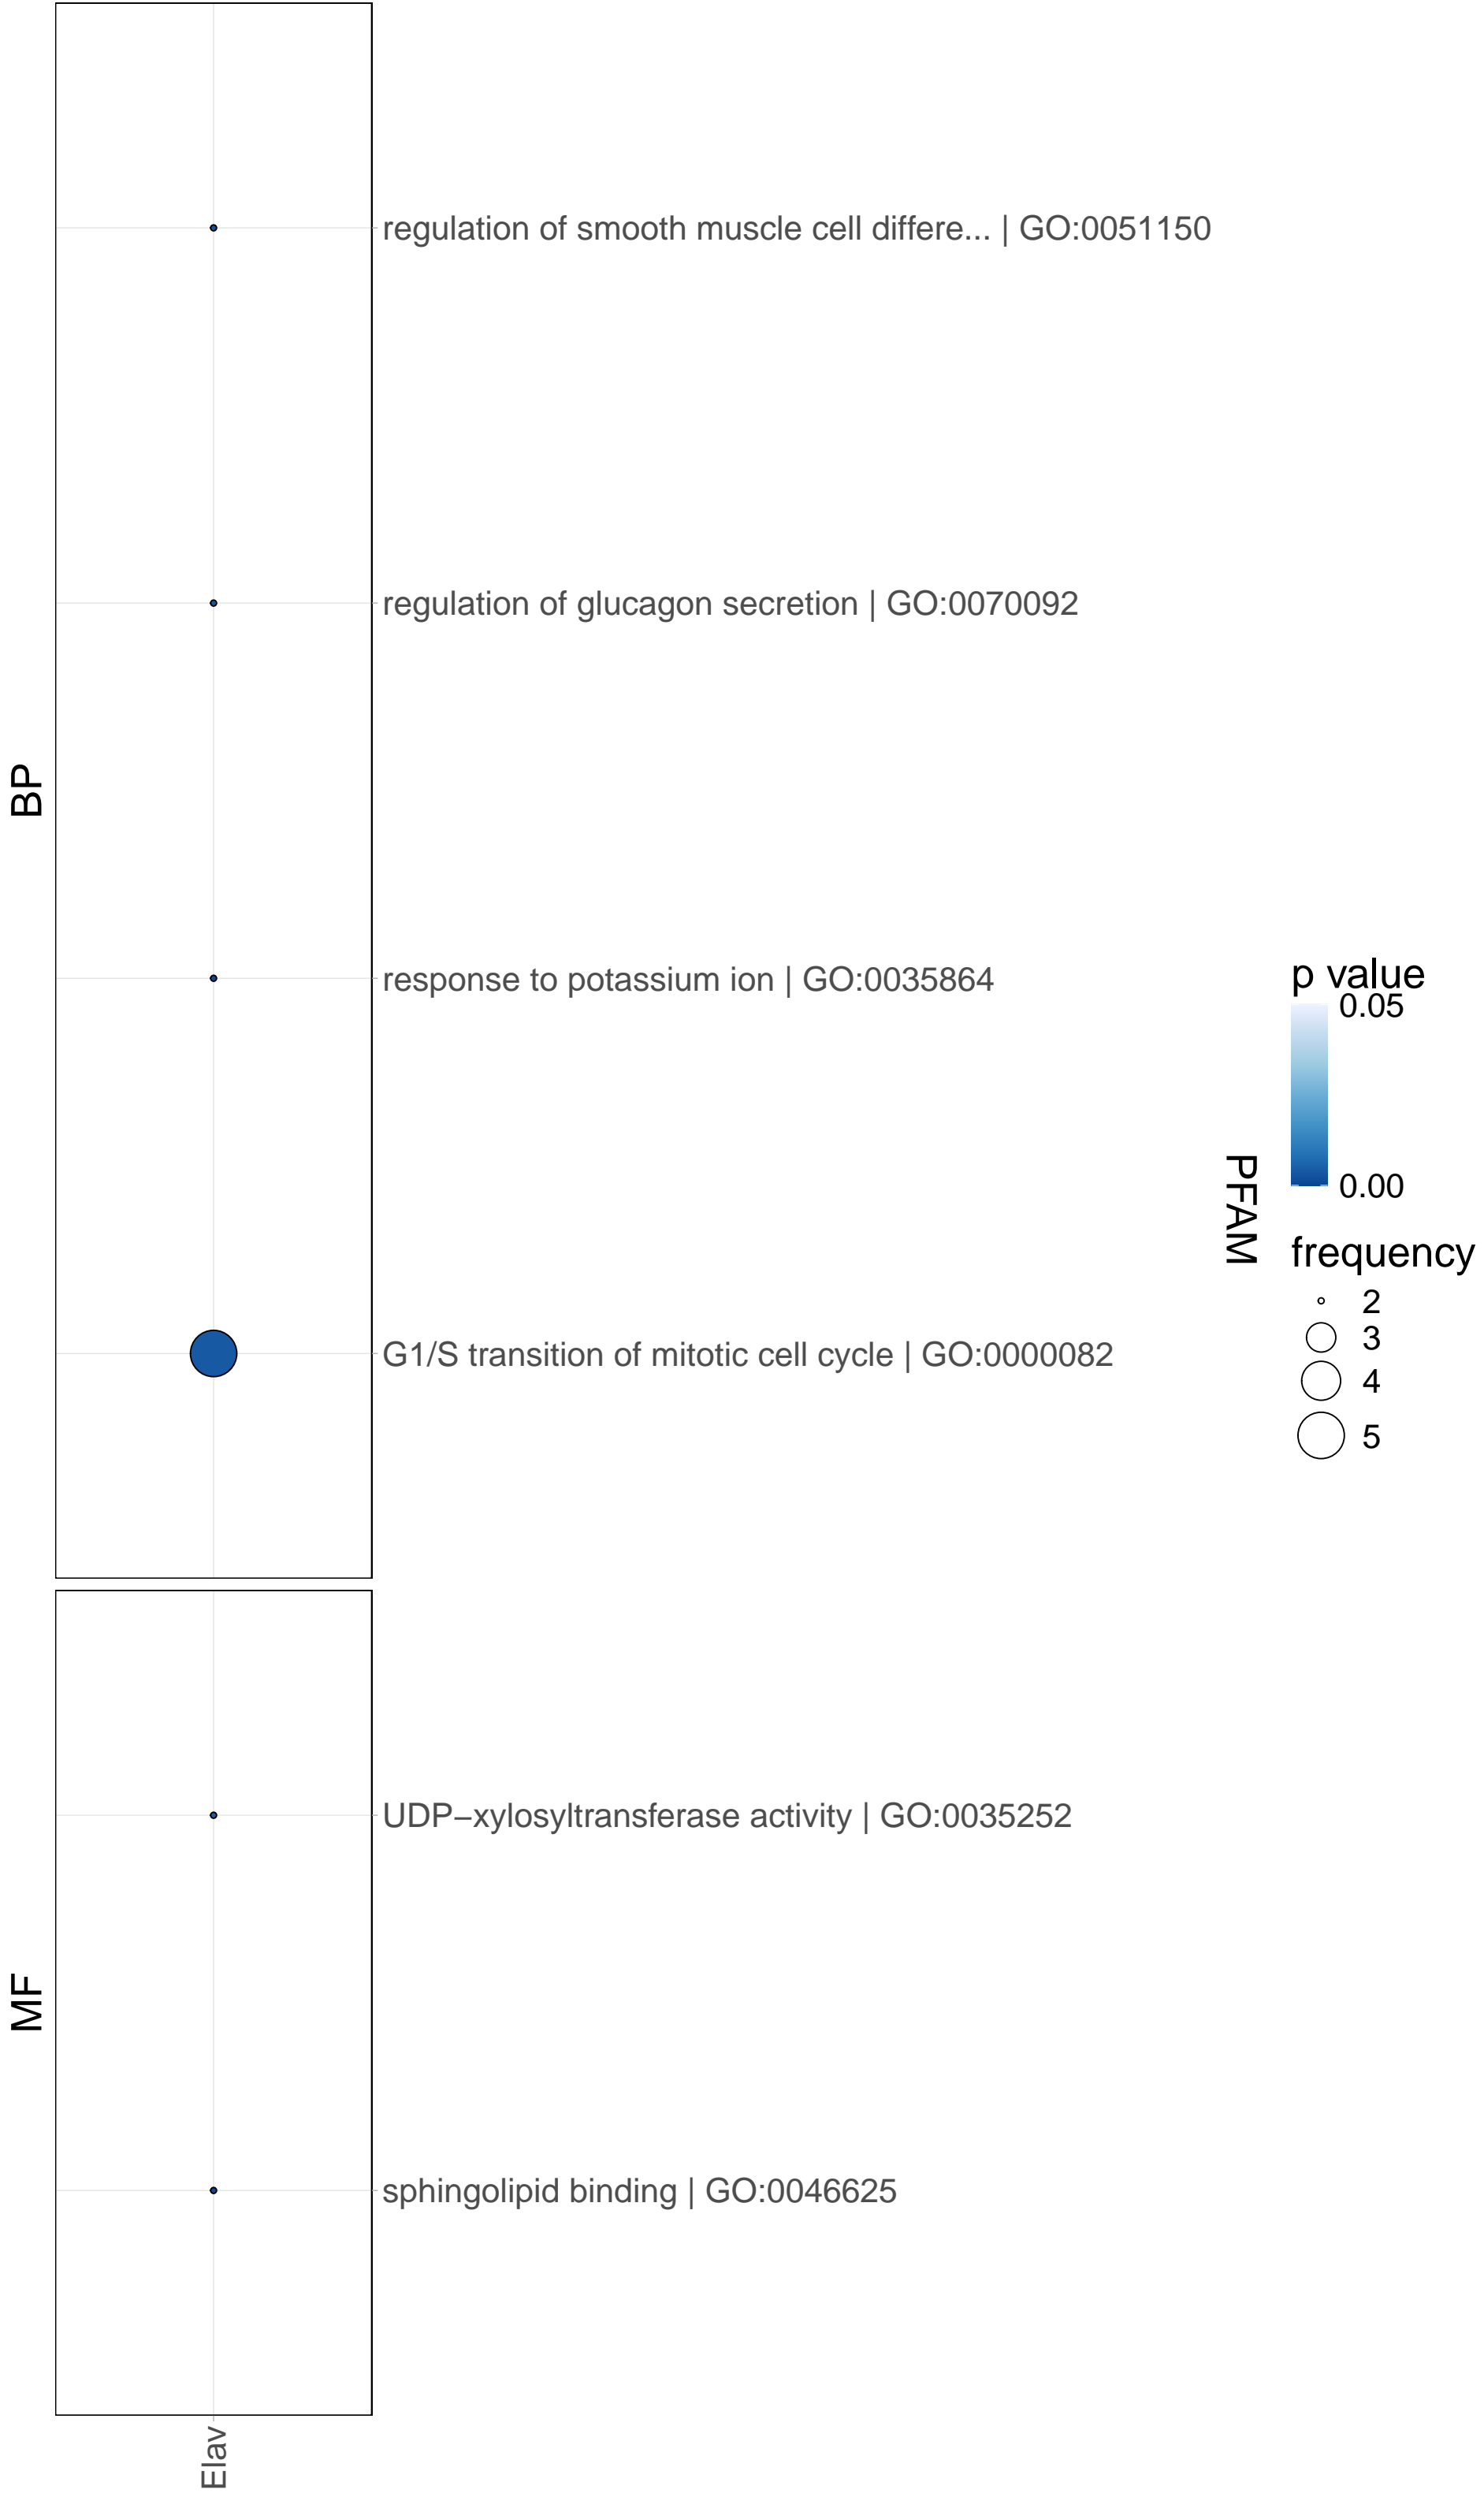 BP
regulation of smooth muscle cell differe... | GO:0051150
regulation of glucagon secretion | GO:0070092
response to potassium ion | GO:0035864
G1/S transition of mitotic cell cycle | GO:0000082
MF
UDP−xylosyltransferase activity | GO:0035252
sphingolipid binding | GO:0046625
Elav
PFAM
p value
0.05
0.00
frequency
2
3
4
5